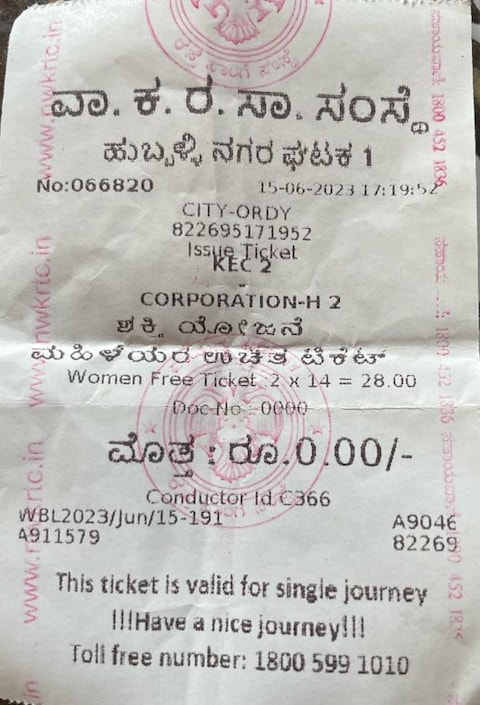 ರಸ್ತೆ ಸಾರಿಗೆ ಸಂಸ್ಥೆ
ವಾ. ಕ. ರ. ಸಾ. ಸಂಸ್ಥೆ
ಹುಬ್ಬಳ್ಳಿ ನಗರ ಘಟಕ 1
No:066820 15-06-2023 17:19:52
CITY-ORDY
822695171952
Issue Ticket
KEC 2
-
CORPORATION-H 2
ಶಕ್ತಿ ಯೋಜನೆ
ಮಹಿಳೆಯರ ಉಚಿತ ಟಿಕೆಟ್
Women Free Ticket 2 x 14 = 28.00
Doc-No :-0000
ಮೊತ್ತ : ರೂ.0.00/-
Conductor Id C366
WBL2023/Jun/15-191 A9046
A911579 82269
This ticket is valid for single journey
!!!Have a nice journey!!!
Toll free number: 1800 599 1010
www.nwkrtc.in
www.nwkrtc.in
www.nwkrtc.in
1800 452 1836
1800 452 1836
1800 452 1836